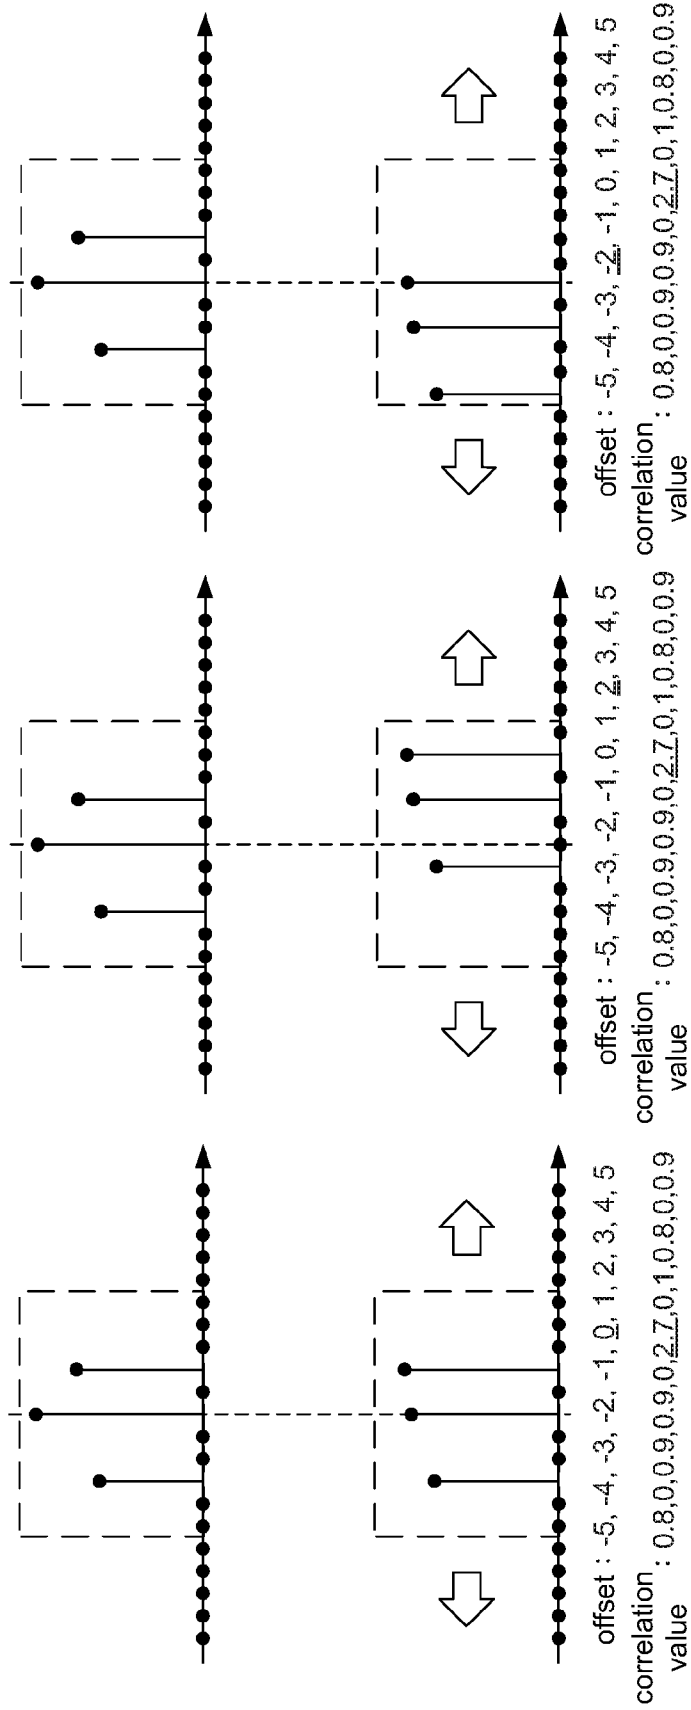 offset : -5, -4, -3, -2, -1, 0, 1, 2, 3, 4, 5
correlation
value : 0.8,0,0.9,0.9,0,2.7,0,1,0.8,0,0.9
offset : -5, -4, -3, -2, -1, 0, 1, 2, 3, 4, 5
correlation
value : 0.8,0,0.9,0.9,0,2.7,0,1,0.8,0,0.9
offset : -5, -4, -3, -2, -1, 0, 1, 2, 3, 4, 5
correlation
value : 0.8,0,0.9,0.9,0,2.7,0,1,0.8,0,0.9